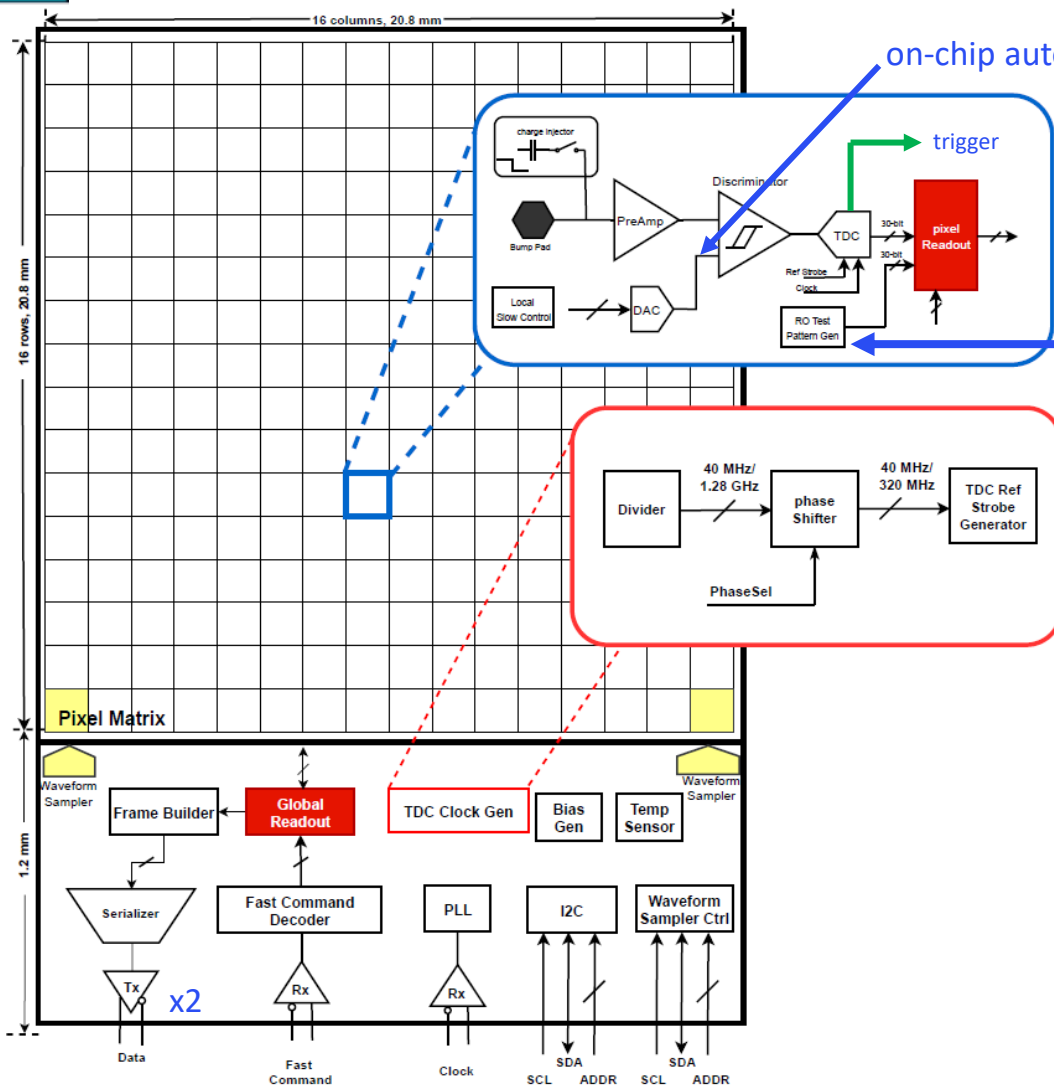 16 columns, 20.8 mm
on-chip auto
charge injector
trigger
Discriminator
PreAmp
Bump Pad
TDC
30-bit
30-bit
pixel
Readout
Ref Strobe
Clock
Local
Slow Control
DAC
RO Test
Pattern Gen
16 rows, 20.8 mm
40 MHz/
1.28 GHz
40 MHz/
320 MHz
Divider
phase
Shifter
TDC Ref
Strobe
Generator
PhaseSel
Pixel Matrix
Waveform
Sampler
Waveform
Sampler
1.2 mm
Frame Builder
Global
Readout
TDC Clock Gen
Bias
Gen
Temp
Sensor
Serializer
Fast Command
Decoder
PLL
I2C
Waveform
Sampler Ctrl
Tx
x2
Rx
Rx
Data
Fast
Command
Clock
SCL
SDA
ADDR
SCL
SDA
ADDR